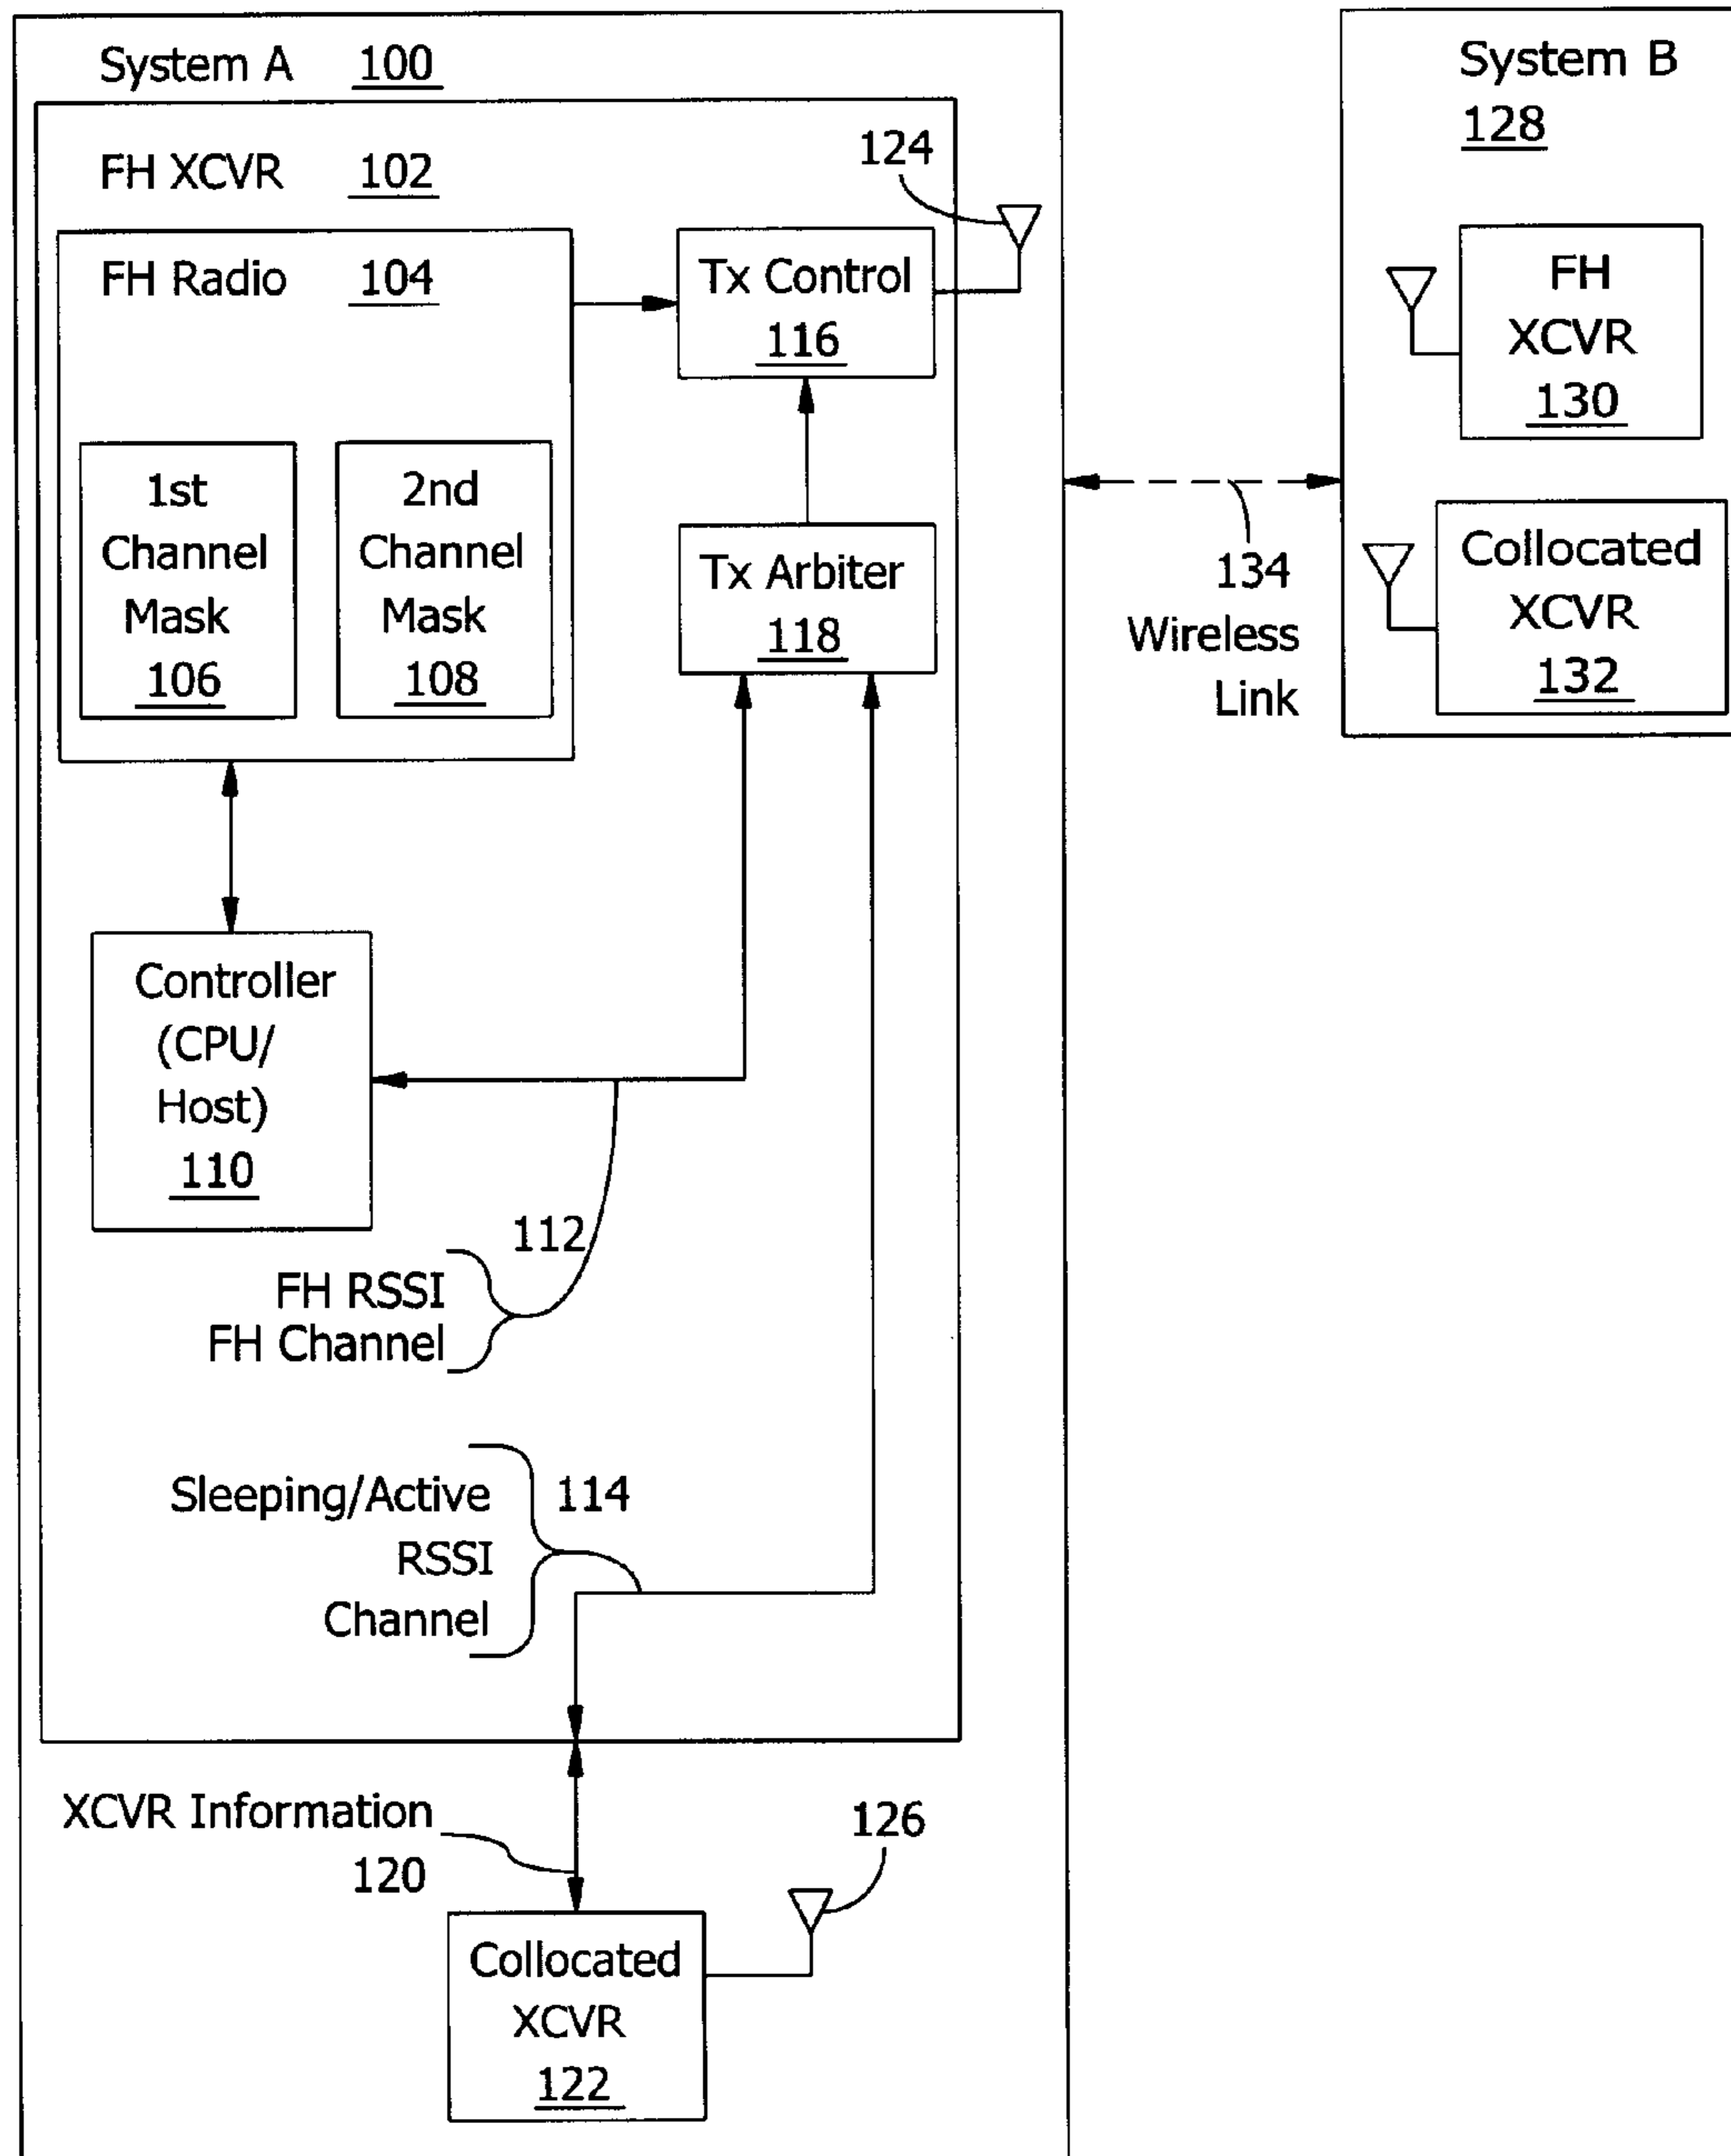 System A 100
FH XCVR 102
FH Radio 104
1st
Channel
Mask
106
2nd
Channel
Mask
108
Tx Control
116
124
Tx Arbiter
118
Controller
(CPU/
Host)
110
112
FH RSSI
FH Channel
Sleeping/Active
RSSI
Channel
114
XCVR Information
120
Collocated
XCVR
122
126
134
Wireless
Link
System B
128
FH
XCVR
130
Collocated
XCVR
132